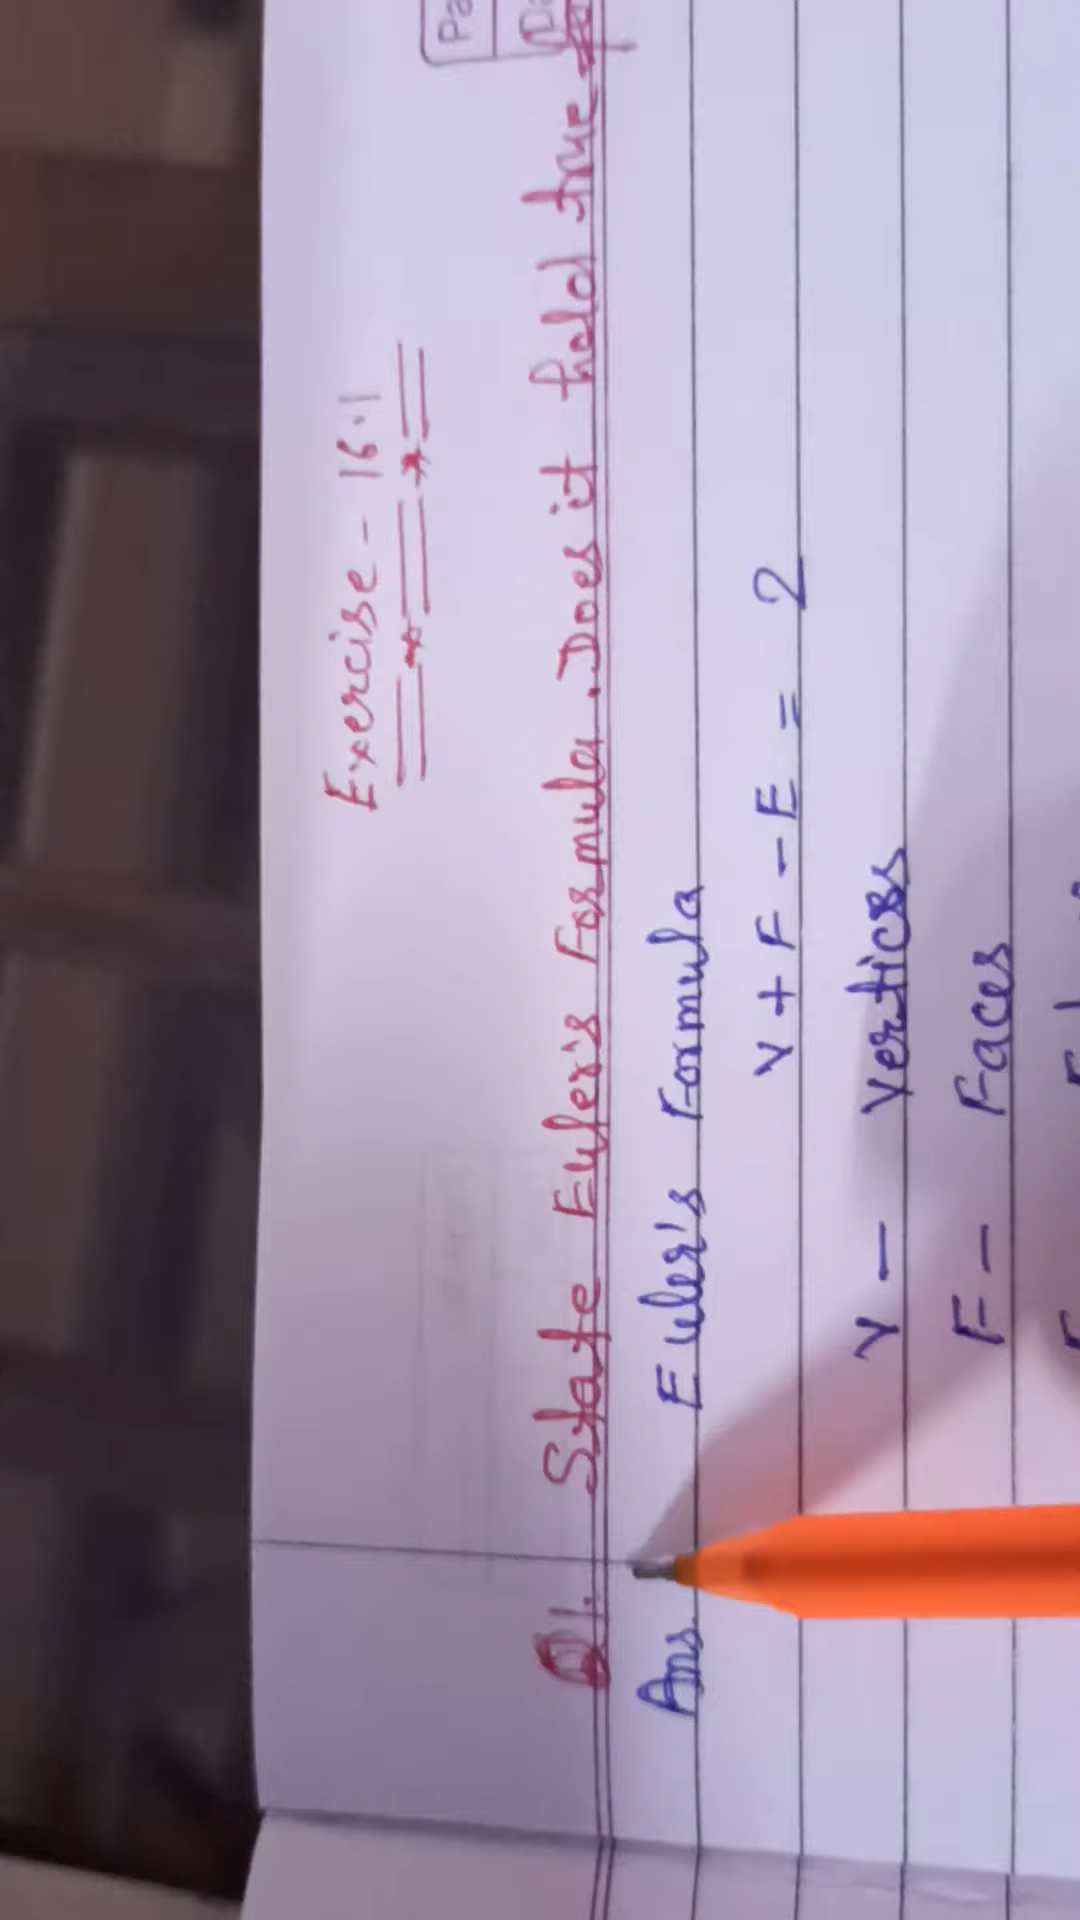 Exercise - 16.1
Q1. State Euler's Formula. Does it hold true
Ans. Euler's Formula
V + F - E = 2
V - Vertices
F - Faces